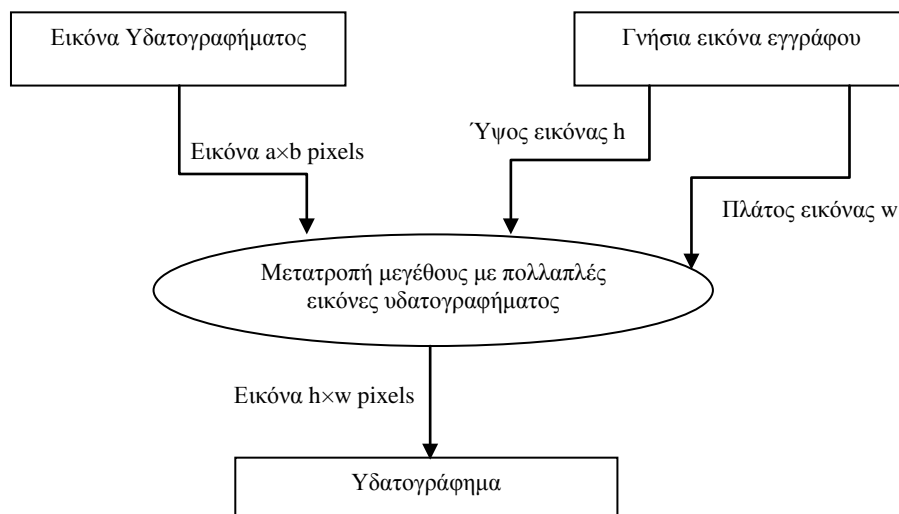 Εικόνα Υδατογραφήματος
Γνήσια εικόνα εγγράφου
Ύψος εικόνας h
Εικόνα a×b pixels
Πλάτος εικόνας w
Μετατροπή μεγέθους με πολλαπλές
εικόνες υδατογραφήματος
Εικόνα h×w pixels
Υδατογράφημα